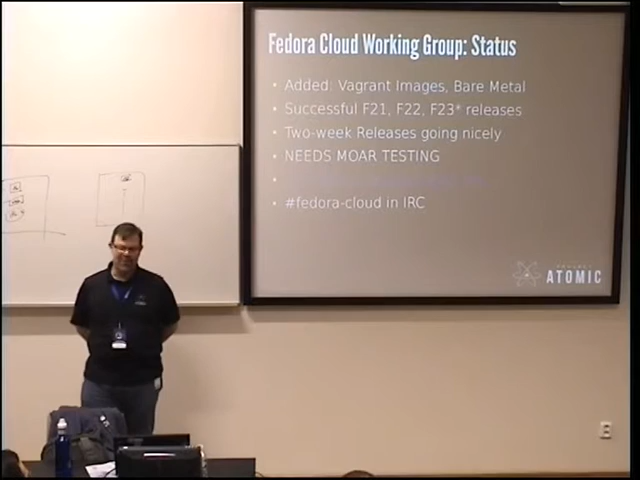 Fedora Cloud Working Group: Status
• Added: Vagrant Images, Bare Metal
• Successful F21, F22, F23* releases
• Two-week Releases going nicely
• NEEDS MOAR TESTING
•
• #fedora-cloud in IRC
PROJECT
ATOMIC